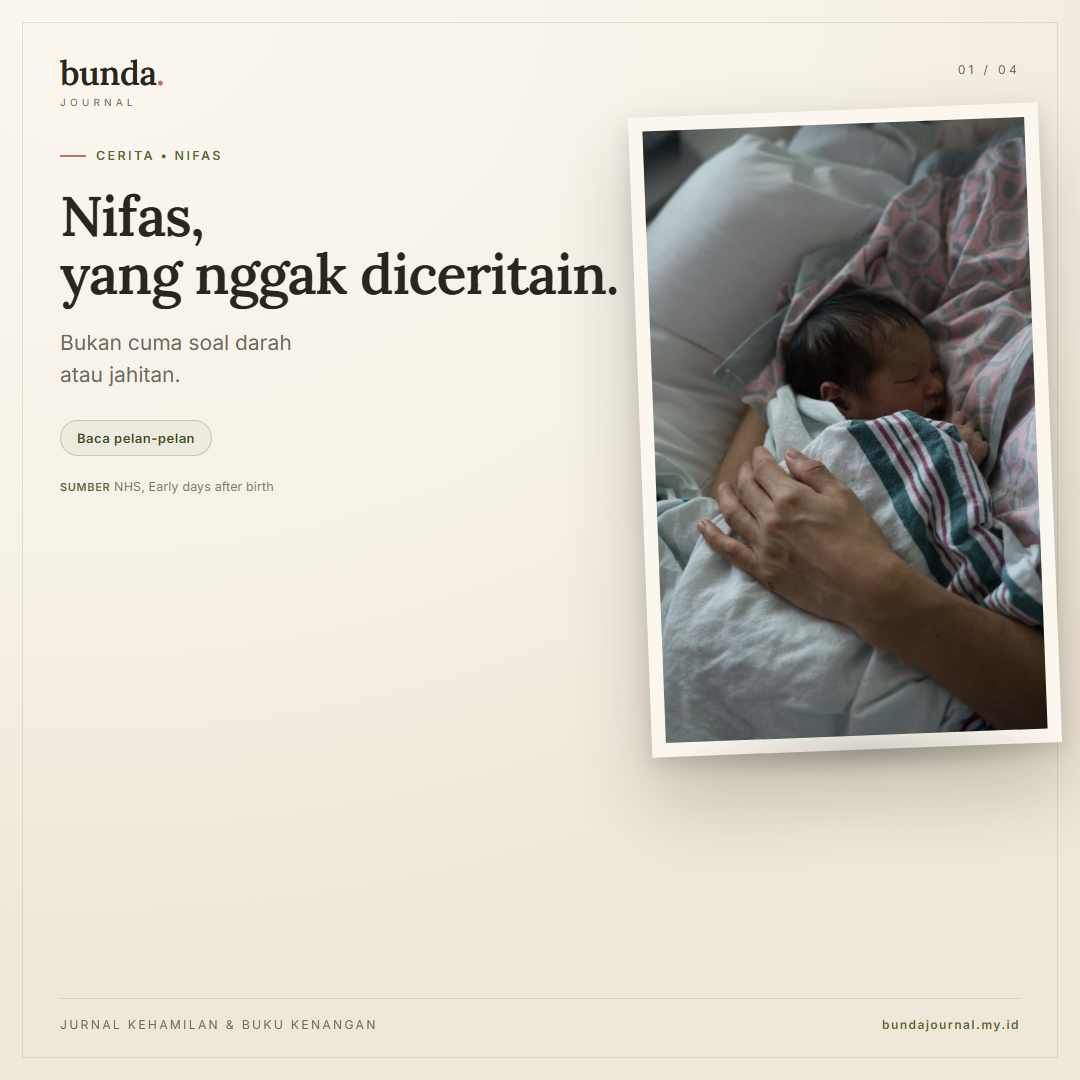 bunda.
JOURNAL
01 / 04
CERITA • NIFAS
Nifas,
yang nggak diceritain.
Bukan cuma soal darah
atau jahitan.
Baca pelan-pelan
SUMBER NHS, Early days after birth
JURNAL KEHAMILAN & BUKU KENANGAN
bundajournal.my.id